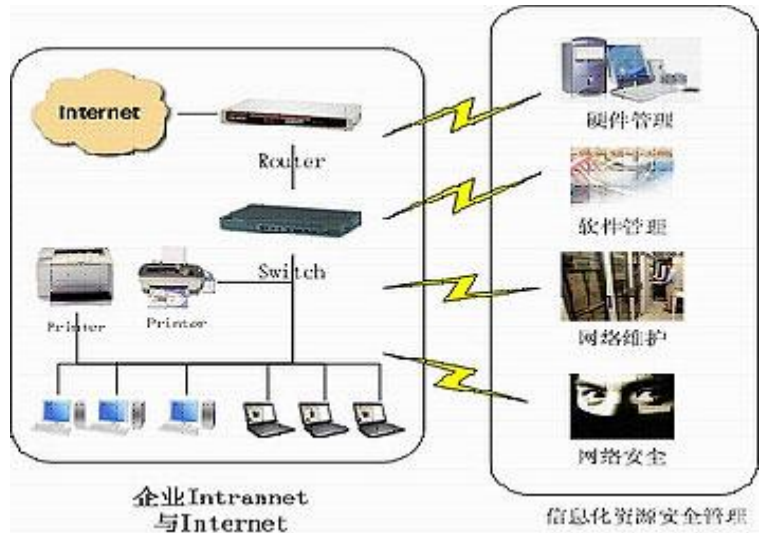 Internet
Router
Switch
Printer
Printer
企业Intrannet
与Internet
硬件管理
软件管理
网络维护
网络安全
信息化资源安全管理